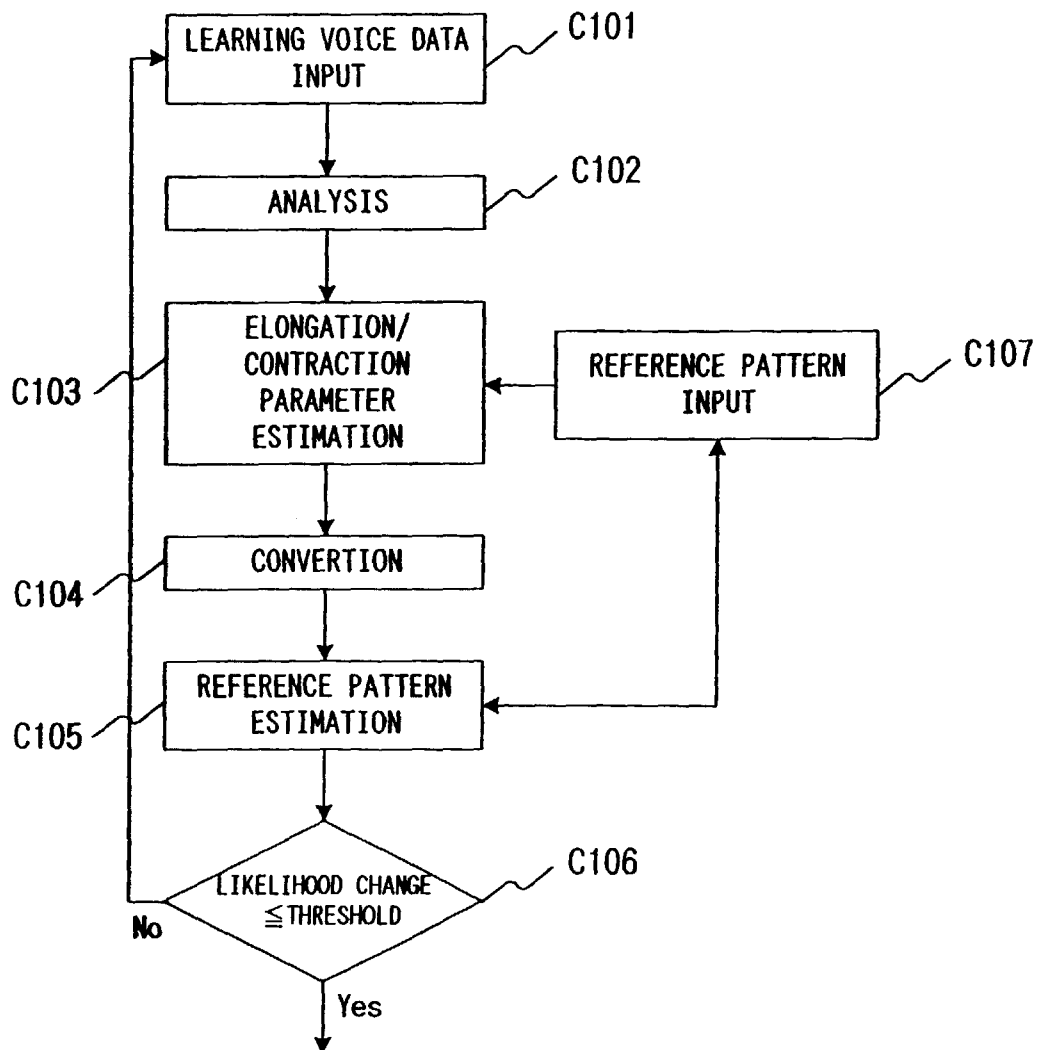 LEARNING VOICE DATA
INPUT
C101
ANALYSIS
C102
ELONGATION/
CONTRACTION
PARAMETER
ESTIMATION
C103
REFERENCE PATTERN
INPUT
C107
CONVERTION
C104
REFERENCE PATTERN
ESTIMATION
C105
LIKELIHOOD CHANGE
≦THRESHOLD
C106
No
Yes